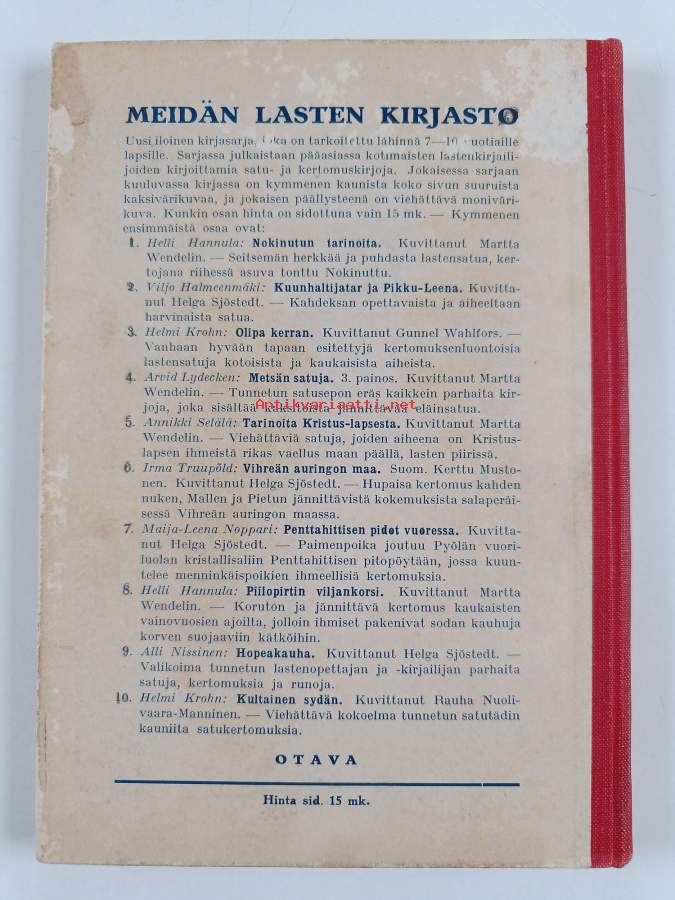 MEIDÄN LASTEN KIRJASTO
Uusi iloinen kirjasarja, joka on tarkoitettu lähinnä 7—10 vuotiaille
lapsille. Sarjassa julkaistaan pääasiassa kotimaisten lastenkirjaili-
joiden kirjoittamia satu- ja kertomuskirjoja. Jokaisessa sarjaan
kuuluvassa kirjassa on kymmenen kaunista koko sivun suuruista
kaksivärikuvaa, ja jokaisen päällysteenä on viehättävä moniväri-
kuva. Kunkin osan hinta on sidottuna vain 15 mk. — Kymmenen
ensimmäistä osaa ovat:
1. Helli Hannula: Nokinutun tarinoita. Kuvittanut Martta
Wendelin. — Seitsemän herkkää ja puhdasta lastensatua, ker-
tojana riihessä asuva tonttu Nokinuttu.
2. Viljo Halmeenmäki: Kuunhaltijatar ja Pikku-Leena. Kuvitta-
nut Helga Sjöstedt. — Kahdeksan opettavaista ja aiheeltaan
harvinaista satua.
3. Helmi Krohn: Olipa kerran. Kuvittanut Gunnel Wahlfors. —
Vanhaan hyvään tapaan esitettyjä kertomuksenluontoisia
lastensatuja kotoisista ja kaukaisista aiheista.
4. Arvid Lydecken: Metsän satuja. 3. painos. Kuvittanut Martta
Wendelin. — Tunnetun satusepon eräs kaikkein parhaita kir-
joja, joka sisältää kaksitoista jännittävää eläinsatua.
Antikvariaatti.net
5. Annikki Setälä: Tarinoita Kristus-lapsesta. Kuvittanut Martta
Wendelin. — Viehättäviä satuja, joiden aiheena on Kristus-
lapsen ihmeistä rikas vaellus maan päällä, lasten piirissä.
6. Irma Truupöld: Vihreän auringon maa. Suom. Kerttu Musto-
nen. Kuvittanut Helga Sjöstedt. — Hupaisa kertomus kahden
nuken, Mallen ja Pietun jännittävistä kokemuksista salaperäi-
sessä Vihreän auringon maassa.
7. Maija-Leena Noppari: Penttahittisen pidot vuoressa. Kuvitta-
nut Helga Sjöstedt. — Paimenpoika joutuu Pyölän vuori-
luolan kristallisaliin Penttahittisen pitopöytään, jossa kuun-
telee menninkäispoikien ihmeellisiä kertomuksia.
8. Helli Hannula: Piilopirtin viljankorsi. Kuvittanut Martta
Wendelin. — Koruton ja jännittävä kertomus kaukaisten
vainovuosien ajoilta, jolloin ihmiset pakenivat sodan kauhuja
korven suojaaviin kätköihin.
9. Alli Nissinen: Hopeakauha. Kuvittanut Helga Sjöstedt. —
Valikoima tunnetun lastenopettajan ja -kirjailijan parhaita
satuja, kertomuksia ja runoja.
10. Helmi Krohn: Kultainen sydän. Kuvittanut Rauha Nuoli-
vaara-Manninen. — Viehättävä kokoelma tunnetun satutädin
kauniita satukertomuksia.
OTAVA
Hinta sid. 15 mk.